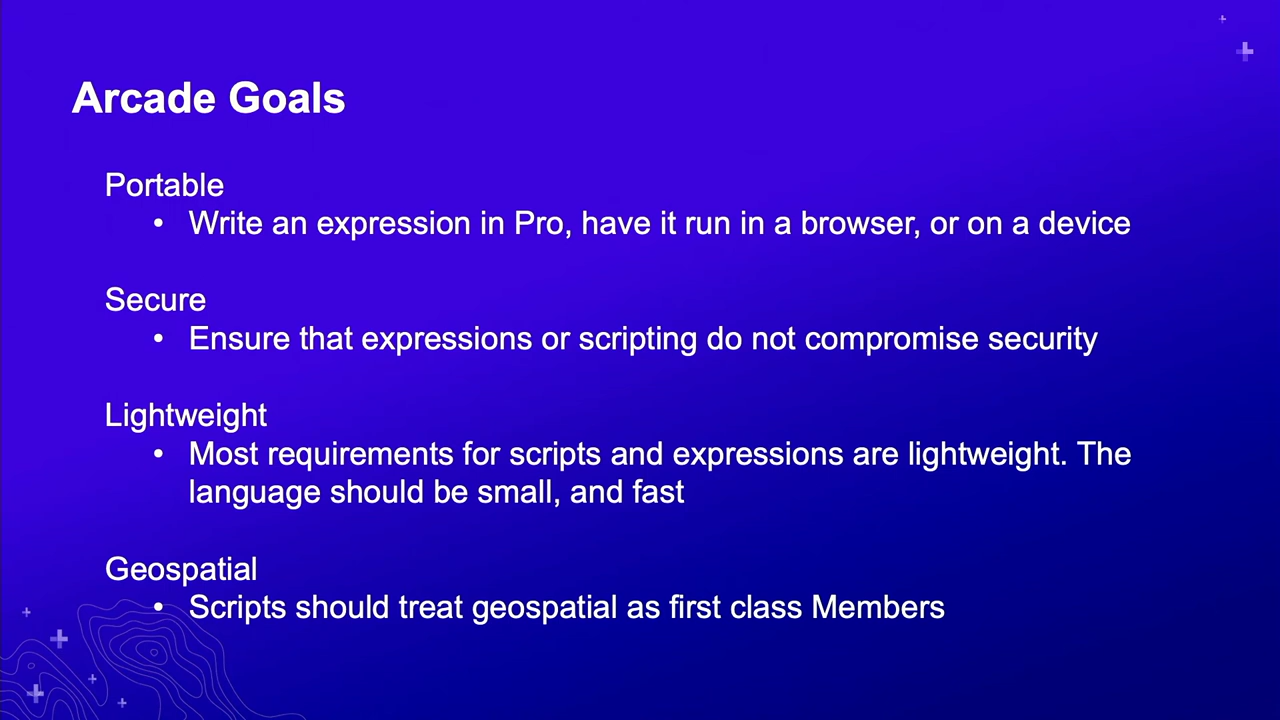 Arcade Goals
Portable
• Write an expression in Pro, have it run in a browser, or on a device
Secure
• Ensure that expressions or scripting do not compromise security
Lightweight
• Most requirements for scripts and expressions are lightweight. The
language should be small, and fast
Geospatial
• Scripts should treat geospatial as first class Members